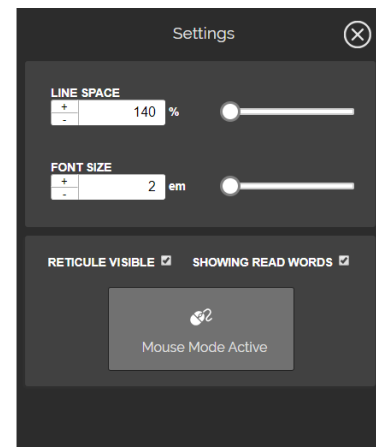 Settings
LINE SPACE
+
-
140 %
FONT SIZE
+
-
2 em
RETICULE VISIBLE
SHOWING READ WORDS
Mouse Mode Active